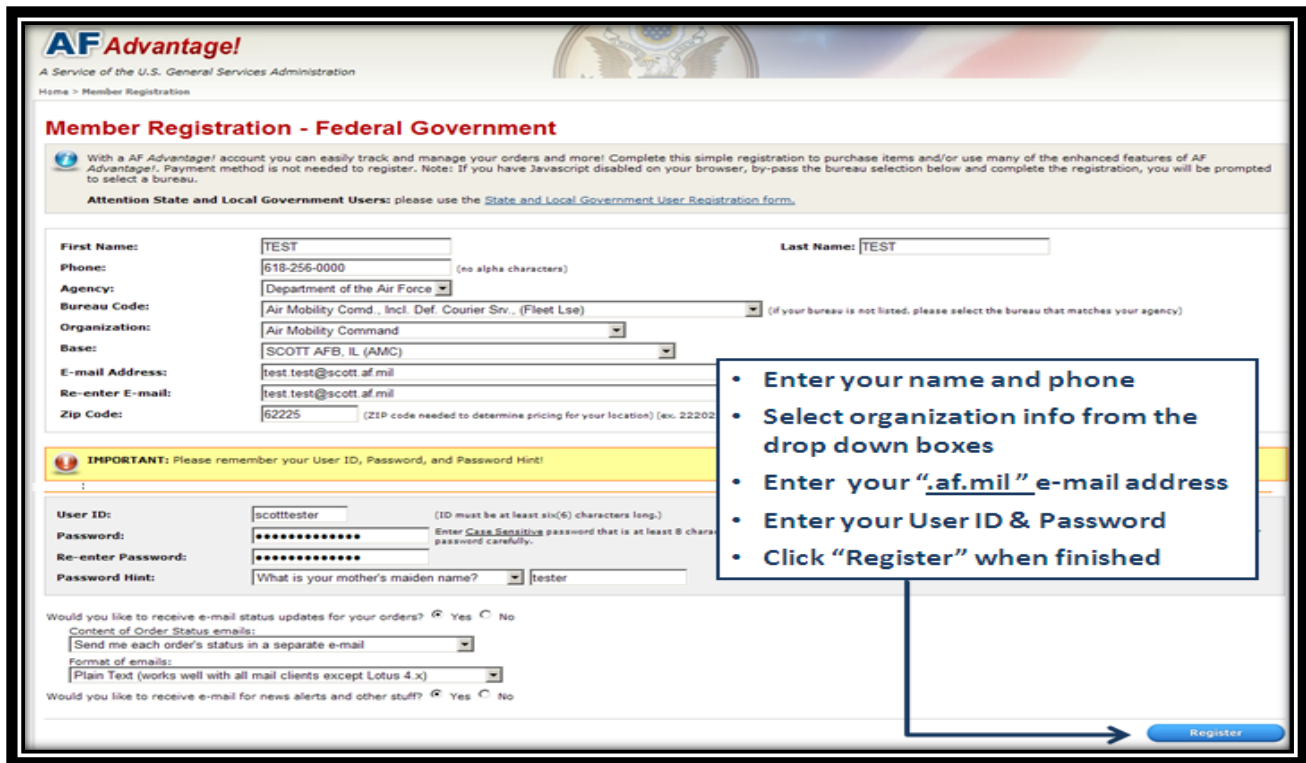 AF Advantage!
A Service of the U.S. General Services Administration
Home > Member Registration
Member Registration - Federal Government
With a AF Advantage! account you can easily track and manage your orders and more! Complete this simple registration to purchase items and/or use many of the enhanced features of AF
Advantage!. Payment method is not needed to register. Note: If you have Javascript disabled on your browser, by-pass the bureau selection below and complete the registration, you will be prompted
to select a bureau.
Attention State and Local Government Users: please use the State and Local Government User Registration form.
First Name: TEST Last Name: TEST
Phone: 618-256-0000 (no alpha characters)
Agency: Department of the Air Force
Bureau Code: Air Mobility Comd., Incl. Def. Courier Srv., (Fleet Lse) (if your bureau is not listed, please select the bureau that matches your agency)
Organization: Air Mobility Command
Base: SCOTT AFB, IL (AMC)
E-mail Address: test.test@scott.af.mil
Re-enter E-mail: test.test@scott.af.mil
Zip Code: 62225 (ZIP code needed to determine pricing for your location) (ex. 22202
IMPORTANT: Please remember your User ID, Password, and Password Hint!
:
User ID: scotttester (ID must be at least six(6) characters long.)
Password: ••••••••••••• Enter Case Sensitive password that is at least 8 chara
password carefully.
Re-enter Password: •••••••••••••
Password Hint: What is your mother's maiden name? tester
Would you like to receive e-mail status updates for your orders? Yes No
Content of Order Status emails:
Send me each order's status in a separate e-mail
Format of emails:
Plain Text (works well with all mail clients except Lotus 4.x)
Would you like to receive e-mail for news alerts and other stuff? Yes No
• Enter your name and phone
• Select organization info from the
drop down boxes
• Enter your “.af.mil ” e-mail address
• Enter your User ID & Password
• Click “Register” when finished
Register